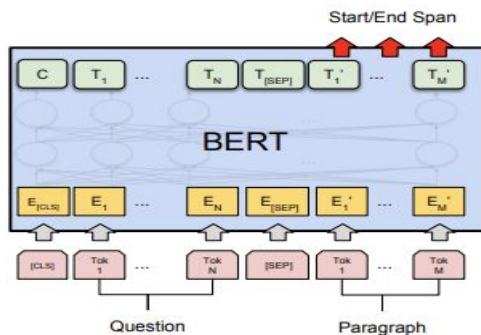 Start/End Span
C T1 ... TN T[SEP] T1' ... TM'
BERT
E[CLS] E1 ... EN E[SEP] E1' ... EM'
[CLS] Tok 1 ... Tok N [SEP] Tok 1 ... Tok M
Question Paragraph